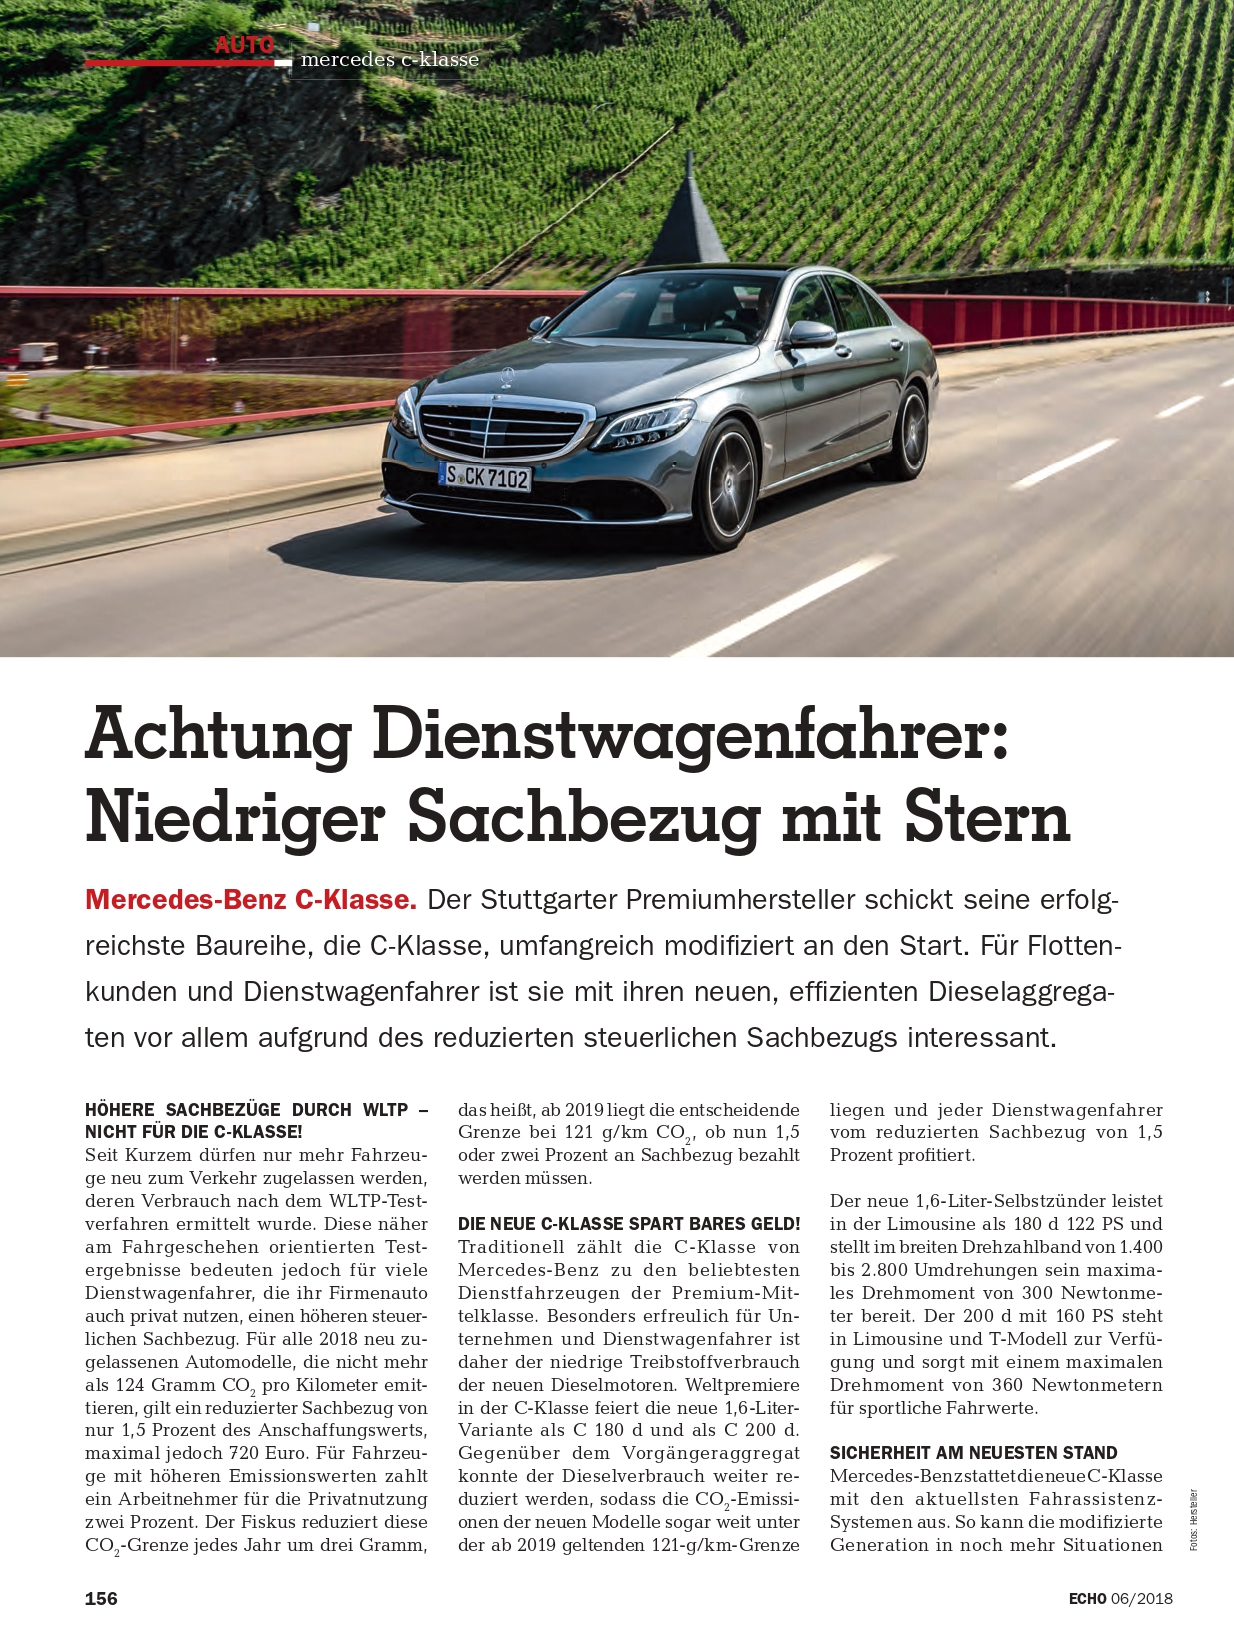 AUTO
mercedes c-klasse
S CK 7102
Achtung Dienstwagenfahrer:
Niedriger Sachbezug mit Stern
Mercedes-Benz C-Klasse. Der Stuttgarter Premiumhersteller schickt seine erfolg-
reichste Baureihe, die C-Klasse, umfangreich modifiziert an den Start. Für Flotten-
kunden und Dienstwagenfahrer ist sie mit ihren neuen, effizienten Dieselaggrega-
ten vor allem aufgrund des reduzierten steuerlichen Sachbezugs interessant.
HÖHERE SACHBEZÜGE DURCH WLTP –
NICHT FÜR DIE C-KLASSE!
Seit Kurzem dürfen nur mehr Fahrzeu-
ge neu zum Verkehr zugelassen werden,
deren Verbrauch nach dem WLTP-Test-
verfahren ermittelt wurde. Diese näher
am Fahrgeschehen orientierten Test-
ergebnisse bedeuten jedoch für viele
Dienstwagenfahrer, die ihr Firmenauto
auch privat nutzen, einen höheren steuer-
lichen Sachbezug. Für alle 2018 neu zu-
gelassenen Automodelle, die nicht mehr
als 124 Gramm CO₂ pro Kilometer emit-
tieren, gilt ein reduzierter Sachbezug von
nur 1,5 Prozent des Anschaffungswerts,
maximal jedoch 720 Euro. Für Fahrzeu-
ge mit höheren Emissionswerten zahlt
ein Arbeitnehmer für die Privatnutzung
zwei Prozent. Der Fiskus reduziert diese
CO₂-Grenze jedes Jahr um drei Gramm,
das heißt, ab 2019 liegt die entscheidende
Grenze bei 121 g/km CO₂, ob nun 1,5
oder zwei Prozent an Sachbezug bezahlt
werden müssen.
DIE NEUE C-KLASSE SPART BARES GELD!
Traditionell zählt die C-Klasse von
Mercedes-Benz zu den beliebtesten
Dienstfahrzeugen der Premium-Mit-
telklasse. Besonders erfreulich für Un-
ternehmen und Dienstwagenfahrer ist
daher der niedrige Treibstoffverbrauch
der neuen Dieselmotoren. Weltpremiere
in der C-Klasse feiert die neue 1,6-Liter-
Variante als C 180 d und als C 200 d.
Gegenüber dem Vorgängeraggregat
konnte der Dieselverbrauch weiter re-
duziert werden, sodass die CO₂-Emissi-
onen der neuen Modelle sogar weit unter
der ab 2019 geltenden 121-g/km-Grenze
liegen und jeder Dienstwagenfahrer
vom reduzierten Sachbezug von 1,5
Prozent profitiert.
Der neue 1,6-Liter-Selbstzünder leistet
in der Limousine als 180 d 122 PS und
stellt im breiten Drehzahlband von 1.400
bis 2.800 Umdrehungen sein maxima-
les Drehmoment von 300 Newtonme-
ter bereit. Der 200 d mit 160 PS steht
in Limousine und T-Modell zur Verfü-
gung und sorgt mit einem maximalen
Drehmoment von 360 Newtonmetern
für sportliche Fahrwerte.
SICHERHEIT AM NEUESTEN STAND
Mercedes-Benz stattet die neue C-Klasse
mit den aktuellsten Fahrassistenz-
Systemen aus. So kann die modifizierte
Generation in noch mehr Situationen
Fotos: Hersteller
156
ECHO 06/2018